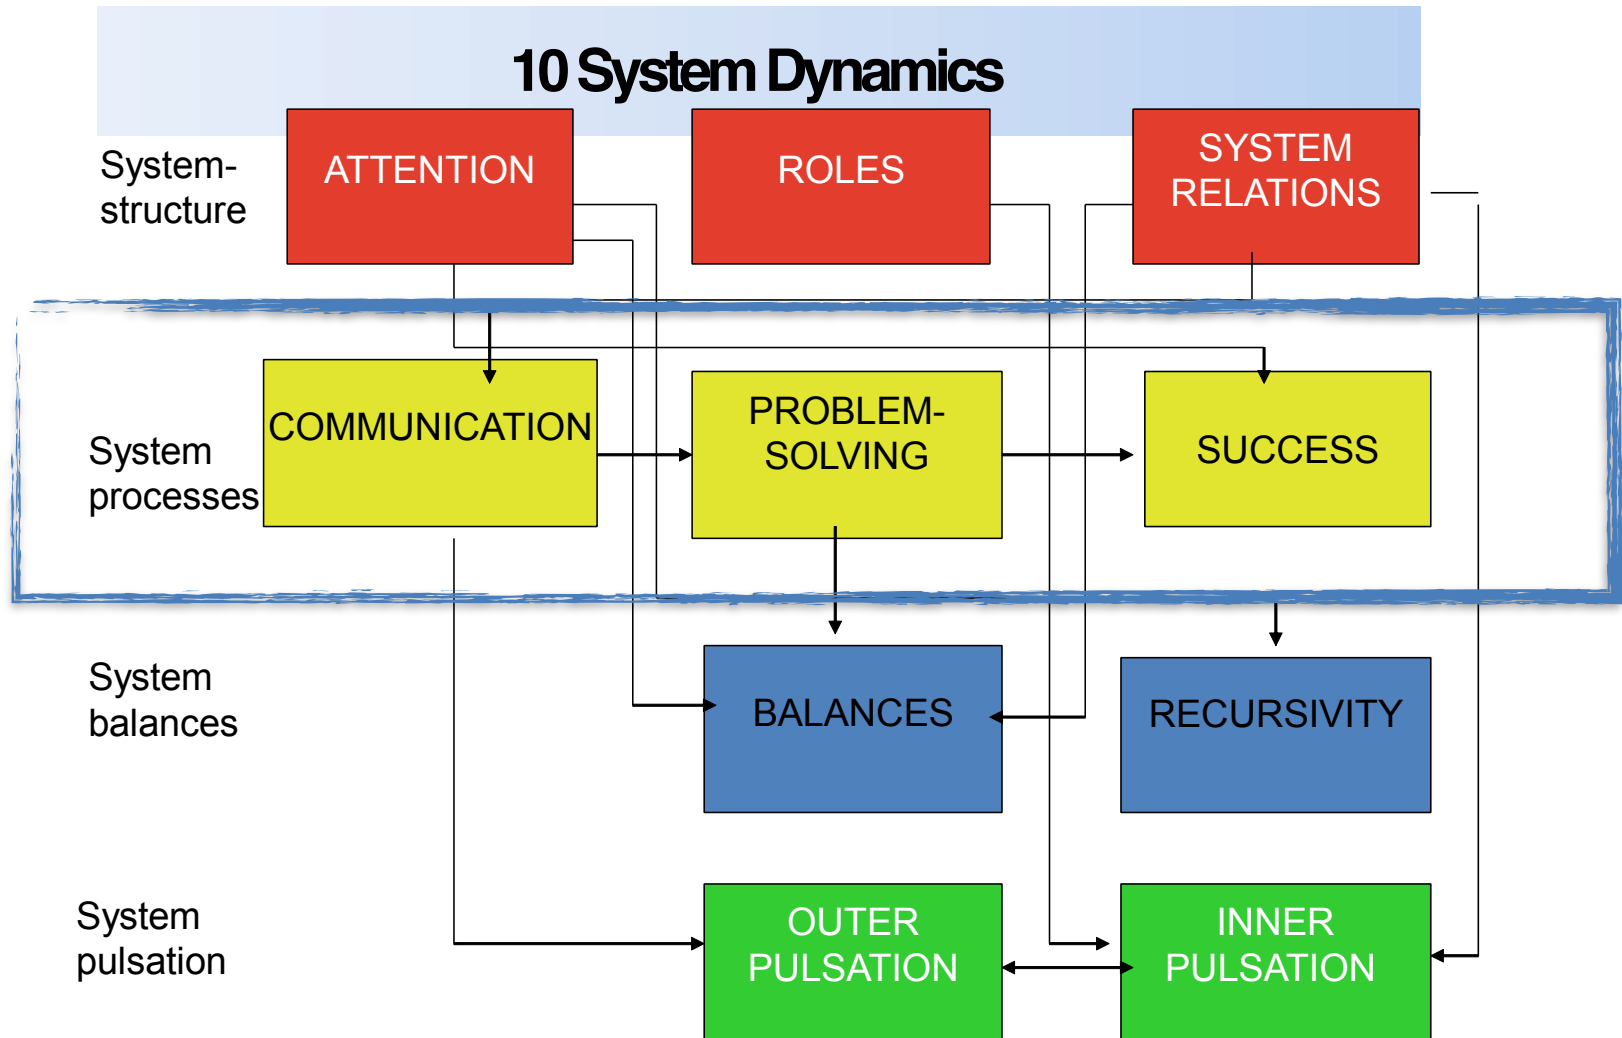 10 System Dynamics
System-
structure
ATTENTION
ROLES
SYSTEM
RELATIONS
System
processes
COMMUNICATION
PROBLEM-
SOLVING
SUCCESS
System
balances
BALANCES
RECURSIVITY
System
pulsation
OUTER
PULSATION
INNER
PULSATION